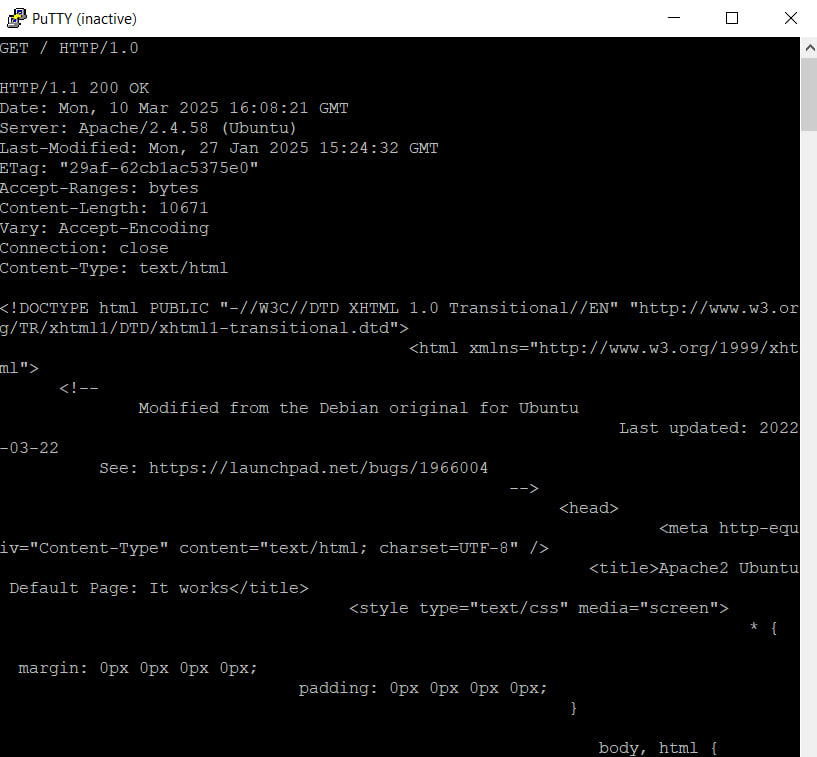 PuTTY (inactive)
GET / HTTP/1.0
HTTP/1.1 200 OK
Date: Mon, 10 Mar 2025 16:08:21 GMT
Server: Apache/2.4.58 (Ubuntu)
Last-Modified: Mon, 27 Jan 2025 15:24:32 GMT
ETag: "29af-62cb1ac5375e0"
Accept-Ranges: bytes
Content-Length: 10671
Vary: Accept-Encoding
Connection: close
Content-Type: text/html
<!DOCTYPE html PUBLIC "-//W3C//DTD XHTML 1.0 Transitional//EN" "http://www.w3.or
g/TR/xhtml1/DTD/xhtml1-transitional.dtd">
<html xmlns="http://www.w3.org/1999/xht
ml">
<!--
Modified from the Debian original for Ubuntu
Last updated: 2022
-03-22
See: https://launchpad.net/bugs/1966004
-->
<head>
<meta http-equ
iv="Content-Type" content="text/html; charset=UTF-8" />
<title>Apache2 Ubuntu
Default Page: It works</title>
<style type="text/css" media="screen">
* {
margin: 0px 0px 0px 0px;
padding: 0px 0px 0px 0px;
}
body, html {